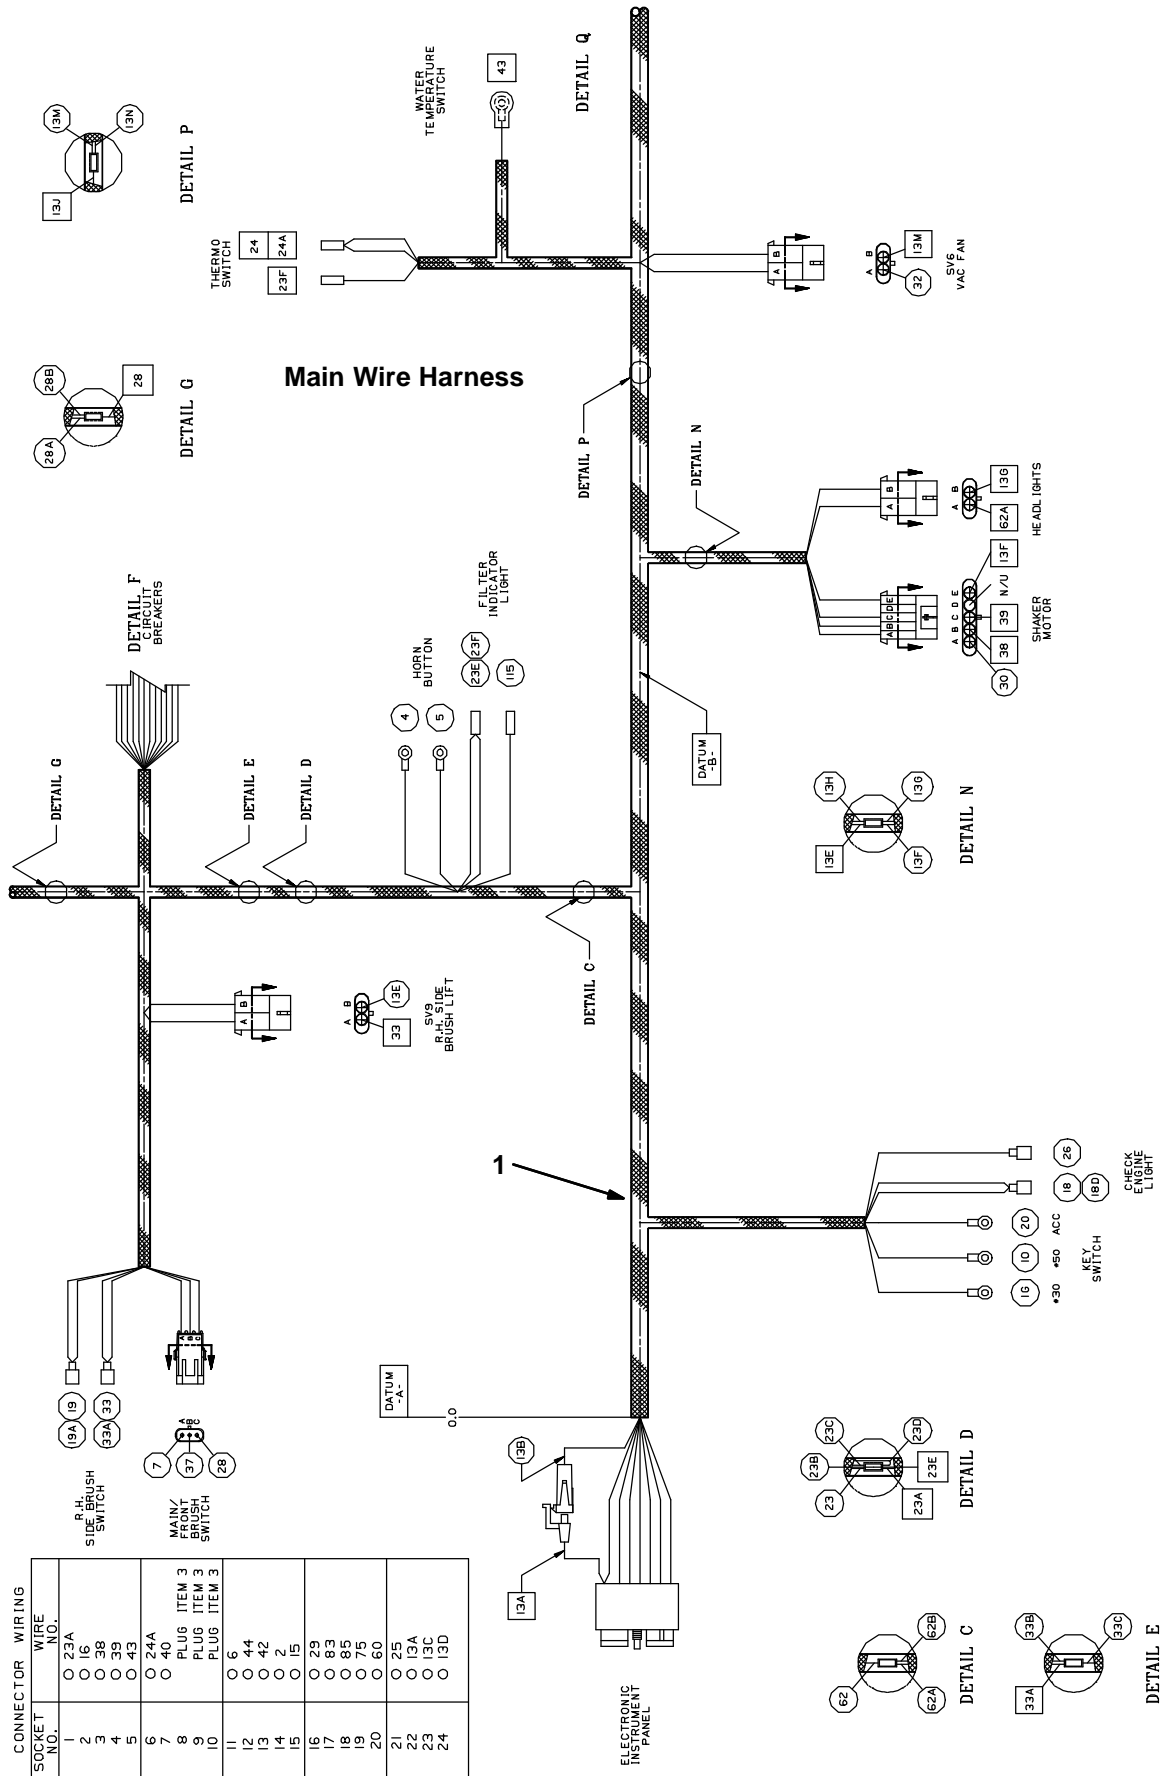 Main Wire Harness
1
CONNECTOR WIRING
SOCKET NO. WIRE NO.
1 O 23A
2 O 16
3 O 38
4 O 39
5 O 43
6 O 24A
7 O 40
8 PLUG ITEM 3
9 PLUG ITEM 3
10 PLUG ITEM 3
11 O 6
12 O 44
13 O 42
14 O 2
15 O 15
16 O 29
17 O 83
18 O 85
19 O 75
20 O 60
21 O 25
22 O 13A
23 O 13C
24 O 13D
R.H.
SIDE BRUSH
SWITCH
19A 19
33A 33
MAIN/
FRONT
BRUSH
SWITCH
7
37
28
A
B
C
A
B
C
DETAIL G
DETAIL F
CIRCUIT
BREAKERS
DETAIL E
DETAIL D
A B
A B
33
13E
SV9
R.H. SIDE
BRUSH LIFT
HORN
BUTTON
4
5
FILTER
INDICATOR
LIGHT
23E 23F
115
DETAIL C
28A
28B
28
DETAIL G
13J
13M
13N
DETAIL P
THERMO
SWITCH
24
24A
23F
WATER
TEMPERATURE
SWITCH
43
DETAIL Q
DETAIL P
DETAIL N
A B
A B
32
13M
SV6
VAC FAN
A B
A B
62A
13G
HEADLIGHTS
A B C D E
A B C D E
30
38
39
N/U
13F
SHAKER
MOTOR
DATUM
-B-
13E
13H
13F
13G
DETAIL N
DATUM
-A-
0.0
13A
13B
ELECTRONIC
INSTRUMENT
PANEL
16
10
20
#30
#50
ACC
KEY
SWITCH
18
18D
26
CHECK
ENGINE
LIGHT
23
23B
23C
23A
23E
23D
DETAIL D
62
62A
62B
DETAIL C
33A
33B
33C
DETAIL E